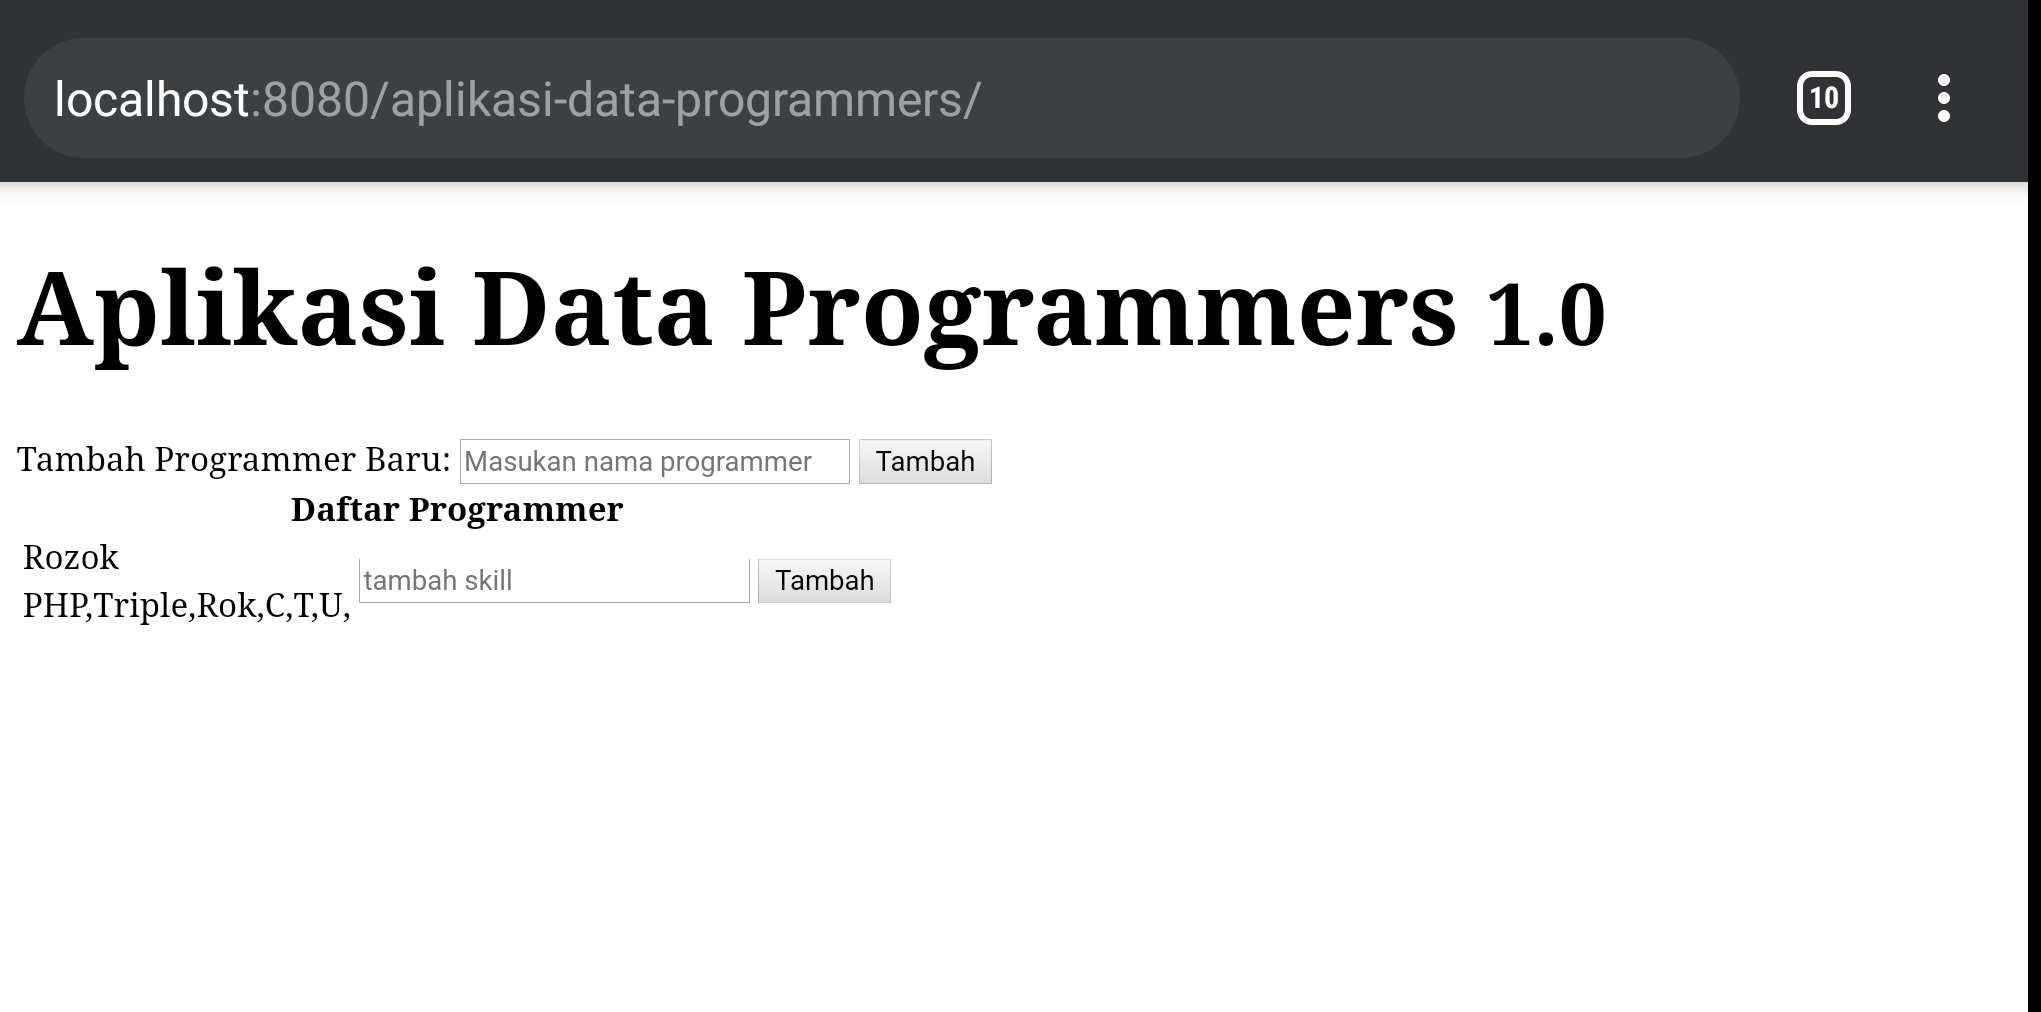 localhost:8080/aplikasi-data-programmers/
10
Aplikasi Data Programmers 1.0
Tambah Programmer Baru: Masukan nama programmer Tambah
Daftar Programmer
Rozok
PHP,Triple,Rok,C,T,U, tambah skill Tambah